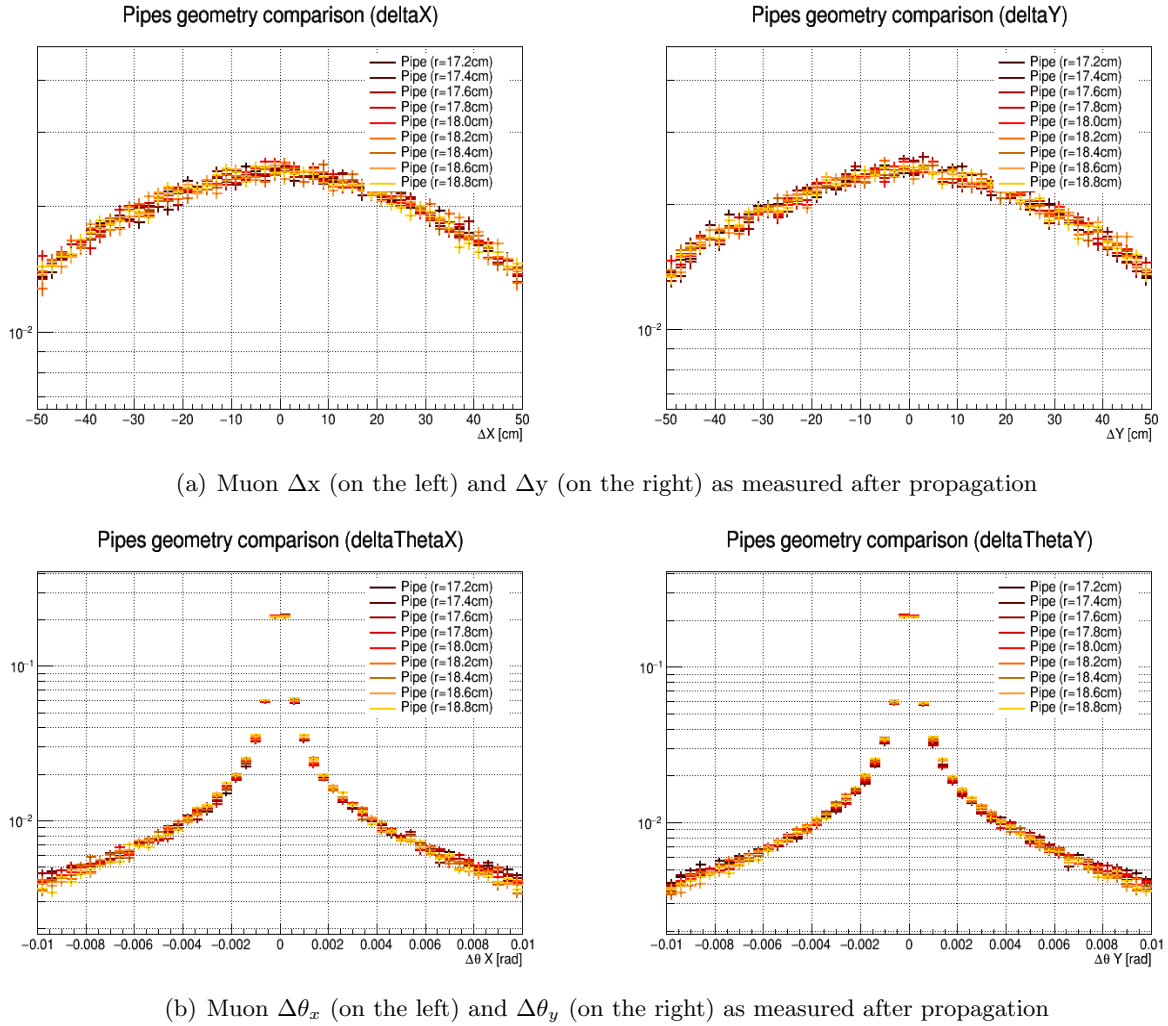 Pipes geometry comparison (deltaX)
Pipe (r=17.2cm)
Pipe (r=17.4cm)
Pipe (r=17.6cm)
Pipe (r=17.8cm)
Pipe (r=18.0cm)
Pipe (r=18.2cm)
Pipe (r=18.4cm)
Pipe (r=18.6cm)
Pipe (r=18.8cm)
10⁻²
−50 −40 −30 −20 −10 0 10 20 30 40 50
ΔX [cm]
Pipes geometry comparison (deltaY)
Pipe (r=17.2cm)
Pipe (r=17.4cm)
Pipe (r=17.6cm)
Pipe (r=17.8cm)
Pipe (r=18.0cm)
Pipe (r=18.2cm)
Pipe (r=18.4cm)
Pipe (r=18.6cm)
Pipe (r=18.8cm)
10⁻²
−50 −40 −30 −20 −10 0 10 20 30 40 50
ΔY [cm]
(a) Muon Δx (on the left) and Δy (on the right) as measured after propagation
Pipes geometry comparison (deltaThetaX)
Pipe (r=17.2cm)
Pipe (r=17.4cm)
Pipe (r=17.6cm)
Pipe (r=17.8cm)
Pipe (r=18.0cm)
Pipe (r=18.2cm)
Pipe (r=18.4cm)
Pipe (r=18.6cm)
Pipe (r=18.8cm)
10⁻¹
10⁻²
−0.01 −0.008 −0.006 −0.004 −0.002 0 0.002 0.004 0.006 0.008 0.01
Δθ X [rad]
Pipes geometry comparison (deltaThetaY)
Pipe (r=17.2cm)
Pipe (r=17.4cm)
Pipe (r=17.6cm)
Pipe (r=17.8cm)
Pipe (r=18.0cm)
Pipe (r=18.2cm)
Pipe (r=18.4cm)
Pipe (r=18.6cm)
Pipe (r=18.8cm)
10⁻¹
10⁻²
−0.01 −0.008 −0.006 −0.004 −0.002 0 0.002 0.004 0.006 0.008 0.01
Δθ Y [rad]
(b) Muon Δθₓ (on the left) and Δθ_y (on the right) as measured after propagation